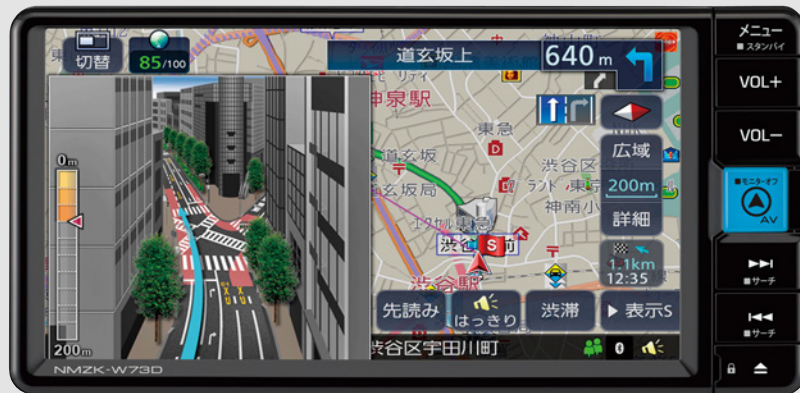 切替
85/100
道玄坂上
640m
神泉駅
東急
D
道玄坂
渋谷区
玄坂局
神南小
広域
200m
詳細
0m
S
渋谷駅
1.1km
12:35
先読み
はっきり
渋滞
表示S
200m
渋谷区宇田川町
NMZK-W73D
メニュー
■スタンバイ
VOL+
VOL−
■モニターオフ
AV
■サーチ
■サーチ